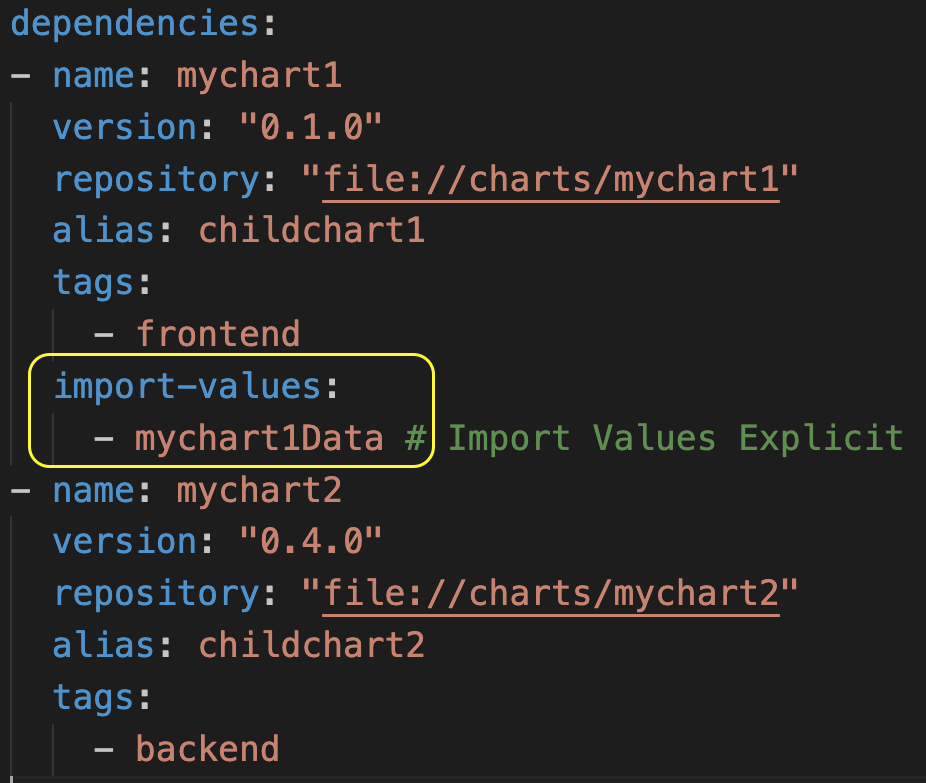 dependencies:
- name: mychart1
  version: "0.1.0"
  repository: "file://charts/mychart1"
  alias: childchart1
  tags:
    - frontend
  import-values:
    - mychart1Data # Import Values Explicit
- name: mychart2
  version: "0.4.0"
  repository: "file://charts/mychart2"
  alias: childchart2
  tags:
    - backend